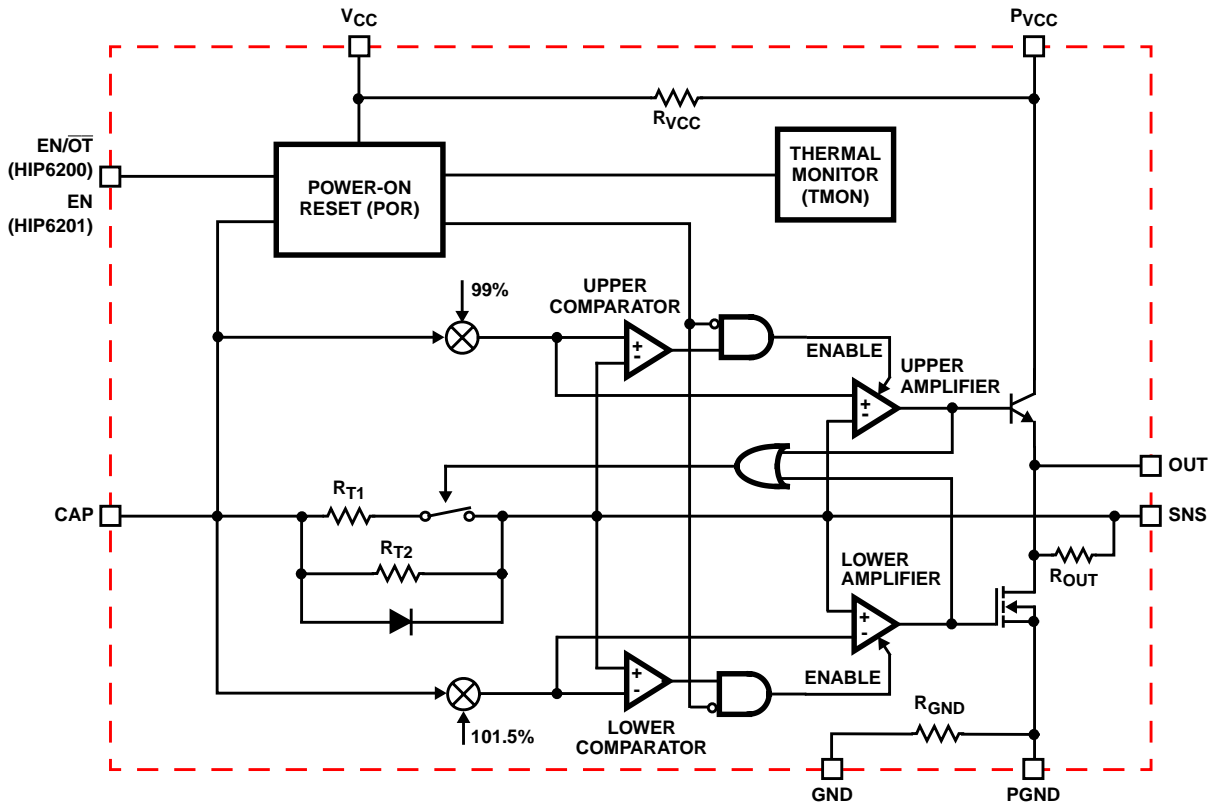 VCC
PVCC
RVCC
EN/OT
(HIP6200)
EN
(HIP6201)
POWER-ON
RESET (POR)
THERMAL
MONITOR
(TMON)
99%
UPPER
COMPARATOR
+
-
ENABLE
UPPER
AMPLIFIER
+
-
OUT
CAP
RT1
SNS
RT2
ROUT
LOWER
AMPLIFIER
+
-
+
-
ENABLE
LOWER
COMPARATOR
101.5%
RGND
GND
PGND